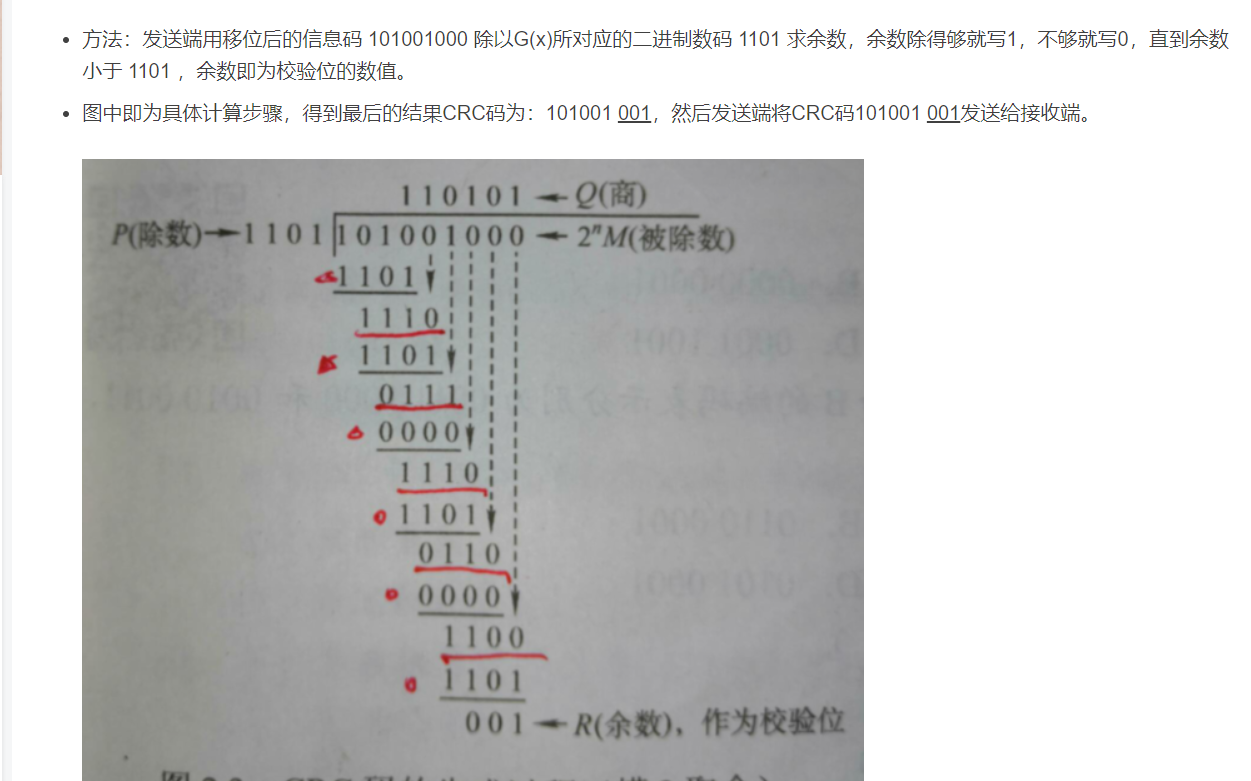 方法：发送端用移位后的信息码 101001000 除以G(x)所对应的二进制数码 1101 求余数，余数除得够就写1，不够就写0，直到余数
小于 1101 ，余数即为校验位的数值。
图中即为具体计算步骤，得到最后的结果CRC码为：101001 001，然后发送端将CRC码101001 001发送给接收端。
110101 ← Q(商)
P(除数)→1101 101001000 ← 2ⁿM(被除数)
1101
1110
1101
0111
0000
1110
1101
0110
0000
1100
1101
001 ← R(余数)，作为校验位